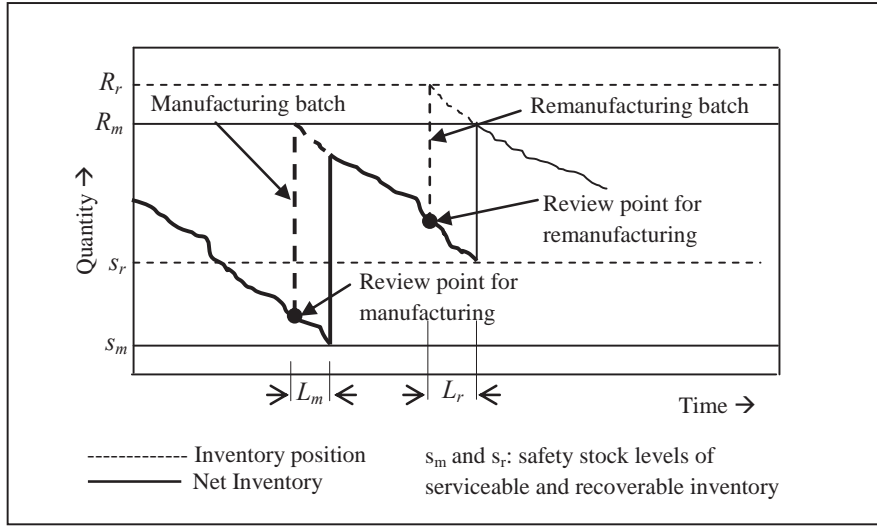 R_r
Manufacturing batch
Remanufacturing batch
R_m
Quantity →
Review point for
remanufacturing
s_r
Review point for
manufacturing
s_m
L_m
L_r
Time →
Inventory position
Net Inventory
s_m and s_r: safety stock levels of
serviceable and recoverable inventory